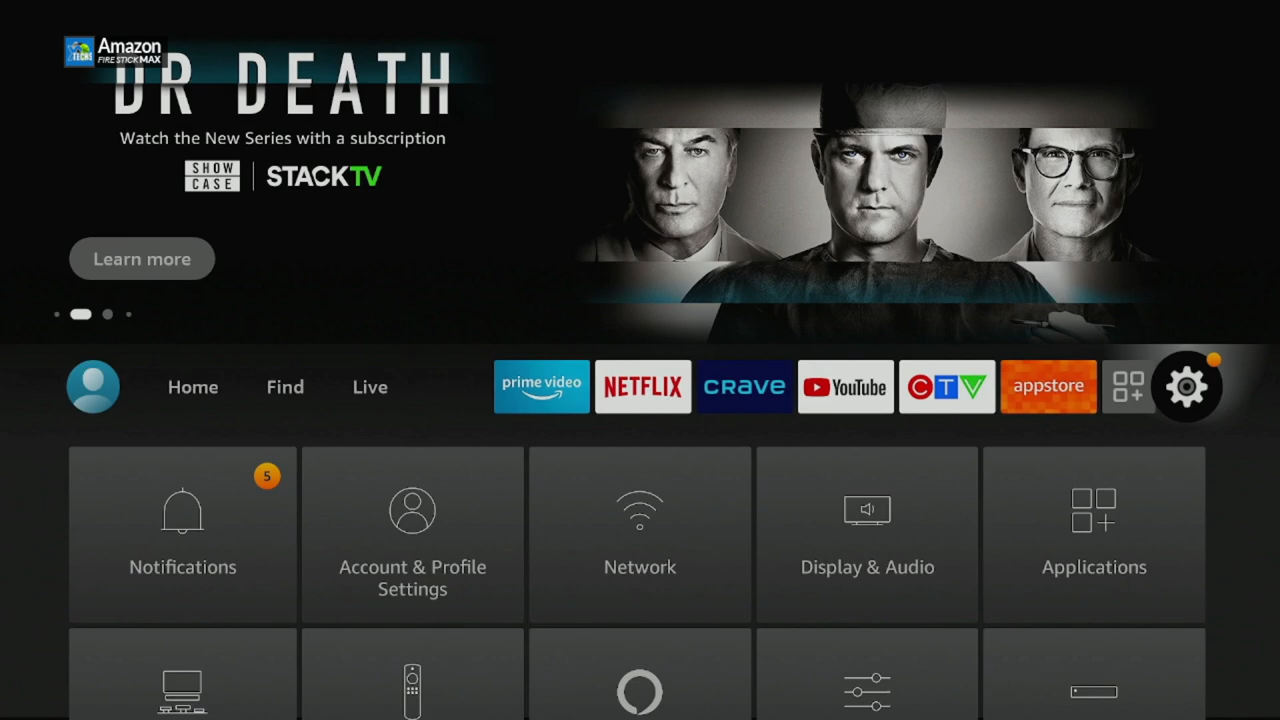 TECHS
Amazon
FIRE STICK MAX
DR DEATH
Watch the New Series with a subscription
SHOW
CASE
STACKTV
Learn more
Home
Find
Live
prime video
NETFLIX
CRAVE
YouTube
CTV
appstore
5
Notifications
Account & Profile
Settings
Network
Display & Audio
Applications